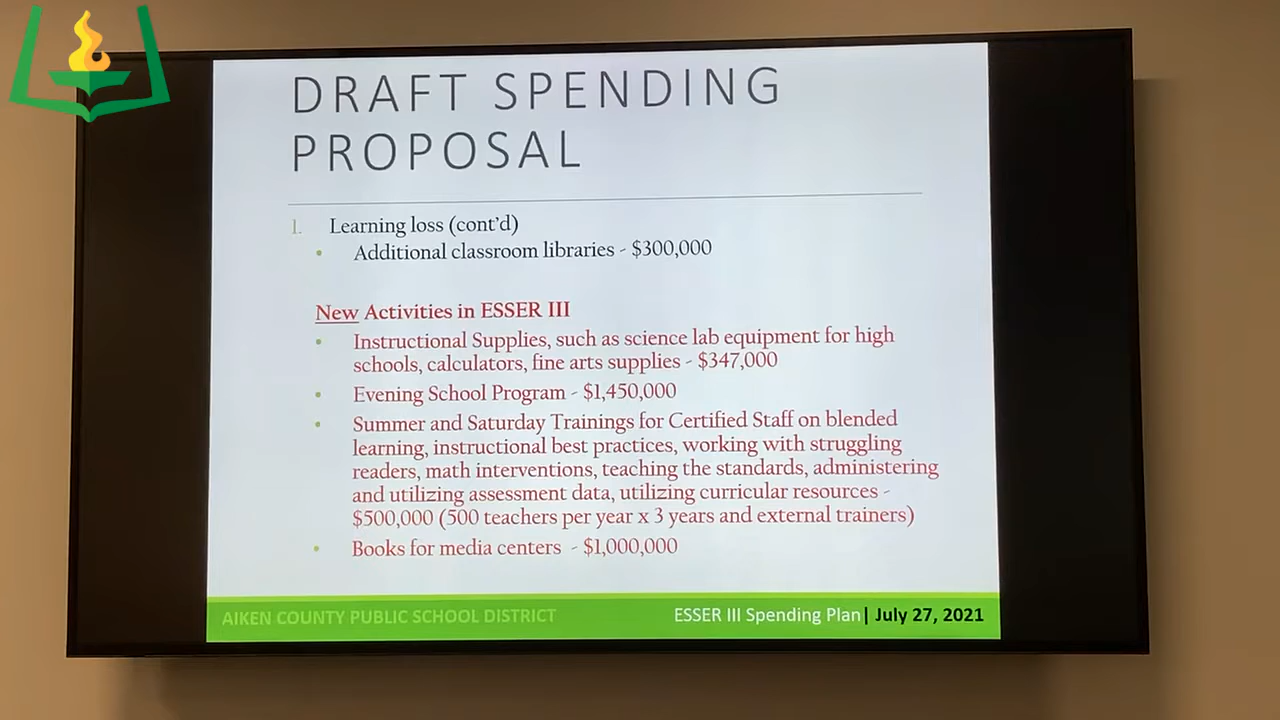 DRAFT SPENDING
PROPOSAL
1. Learning loss (cont'd)
• Additional classroom libraries - $300,000
New Activities in ESSER III
• Instructional Supplies, such as science lab equipment for high
schools, calculators, fine arts supplies - $347,000
• Evening School Program - $1,450,000
• Summer and Saturday Trainings for Certified Staff on blended
learning, instructional best practices, working with struggling
readers, math interventions, teaching the standards, administering
and utilizing assessment data, utilizing curricular resources -
$500,000 (500 teachers per year x 3 years and external trainers)
• Books for media centers - $1,000,000
AIKEN COUNTY PUBLIC SCHOOL DISTRICT
ESSER III Spending Plan| July 27, 2021